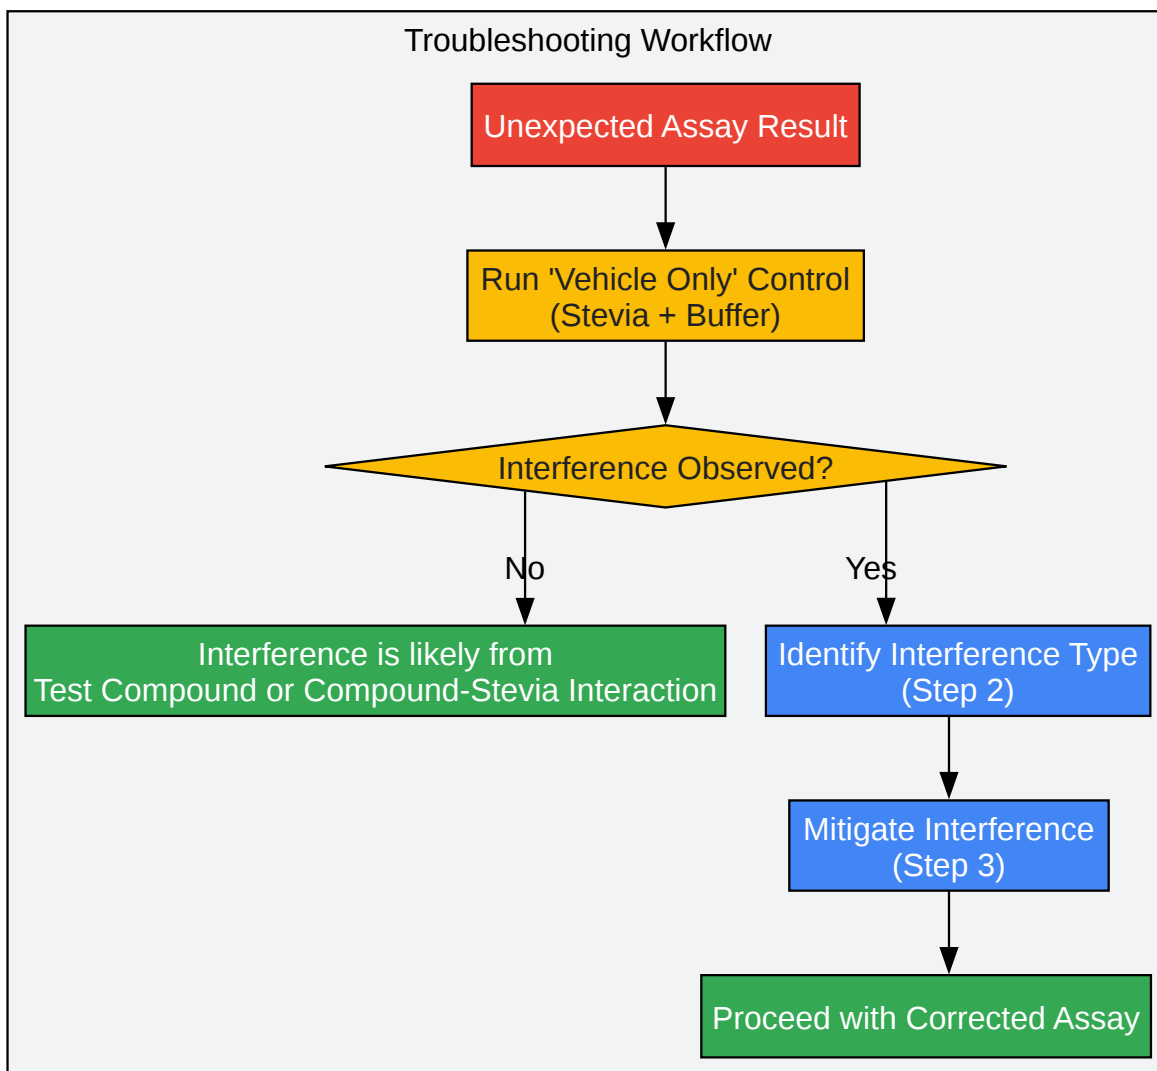 Troubleshooting Workflow
Unexpected Assay Result
Run 'Vehicle Only' Control
(Stevia + Buffer)
Interference Observed?
No
Yes
Interference is likely from
Test Compound or Compound-Stevia Interaction
Identify Interference Type
(Step 2)
Mitigate Interference
(Step 3)
Proceed with Corrected Assay